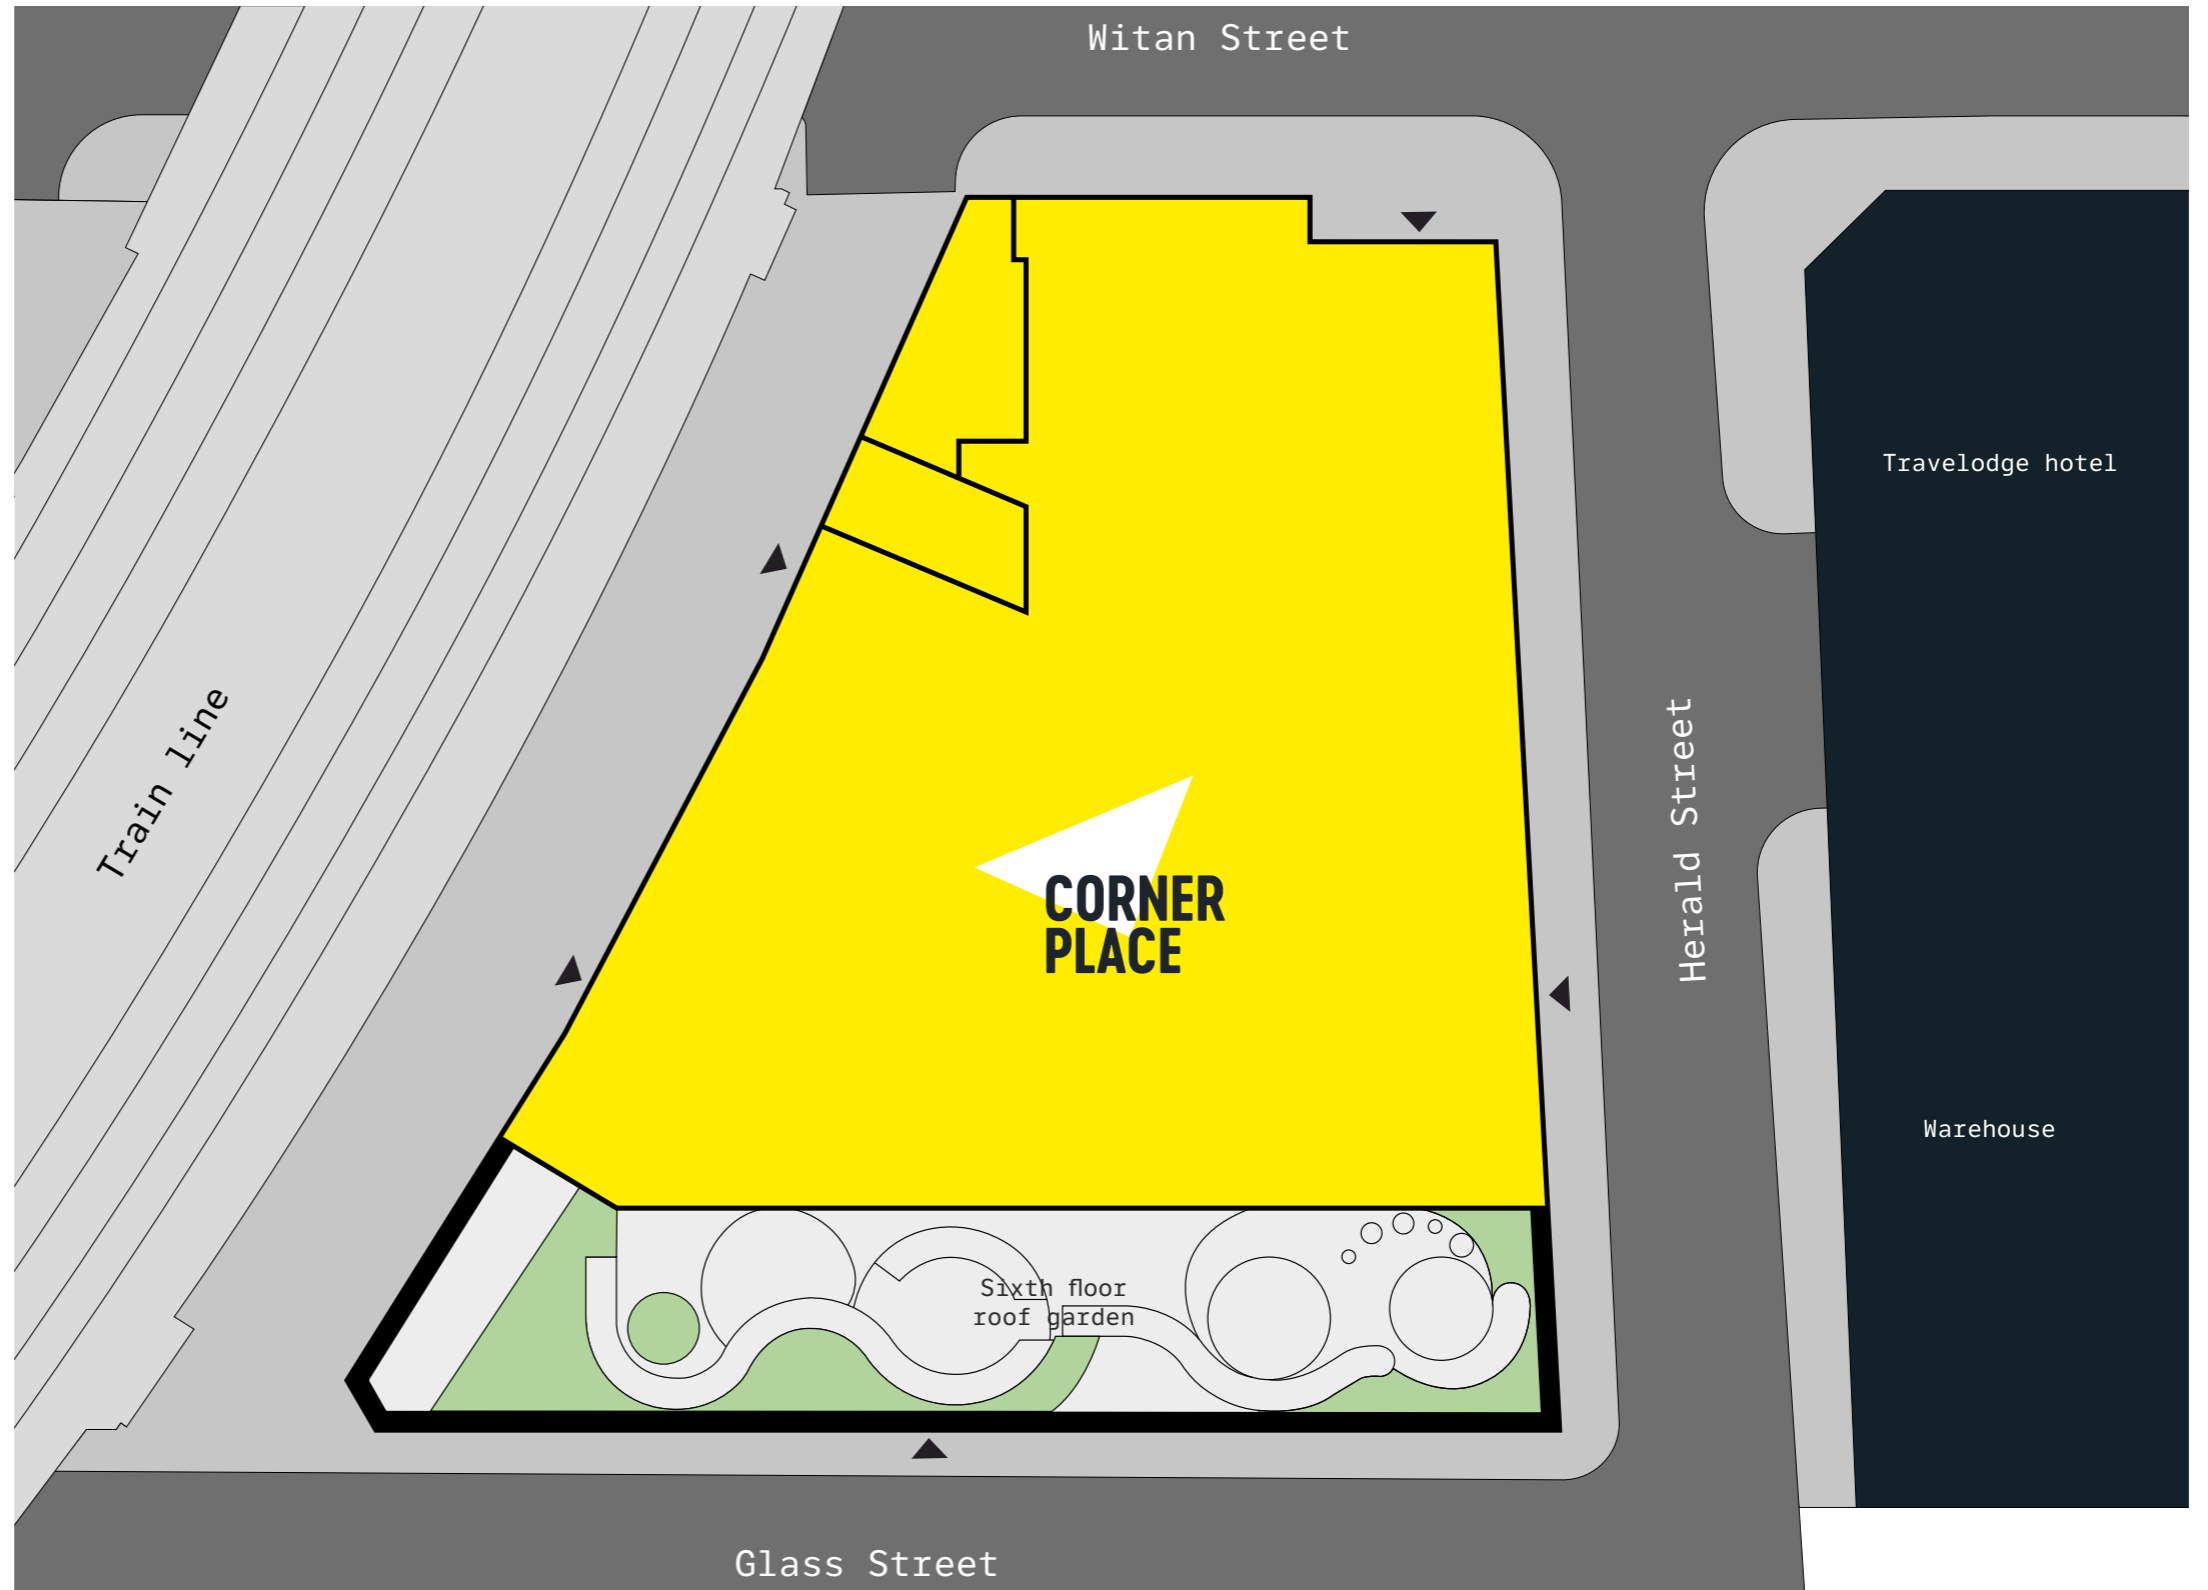 Witan Street
Travelodge hotel
Train line
Herald Street
CORNER
PLACE
Warehouse
Sixth floor
roof garden
Glass Street